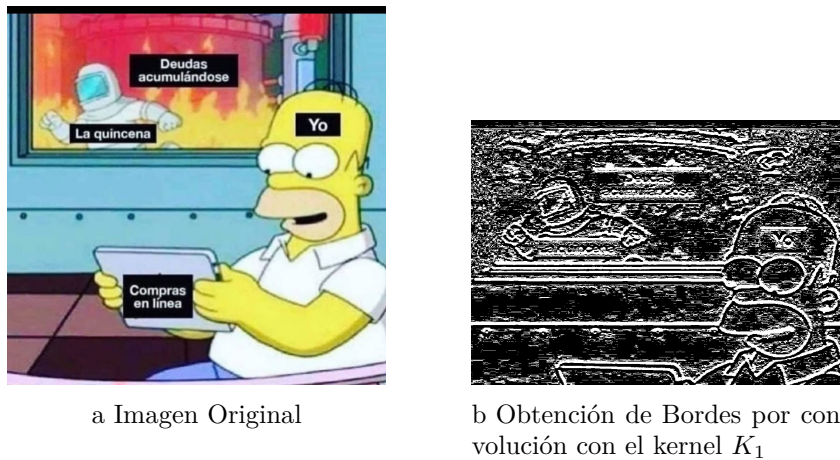 Deudas
acumulándose
La quincena
Yo
Compras
en línea
Yo
a Imagen Original
b Obtención de Bordes por con
volución con el kernel K₁